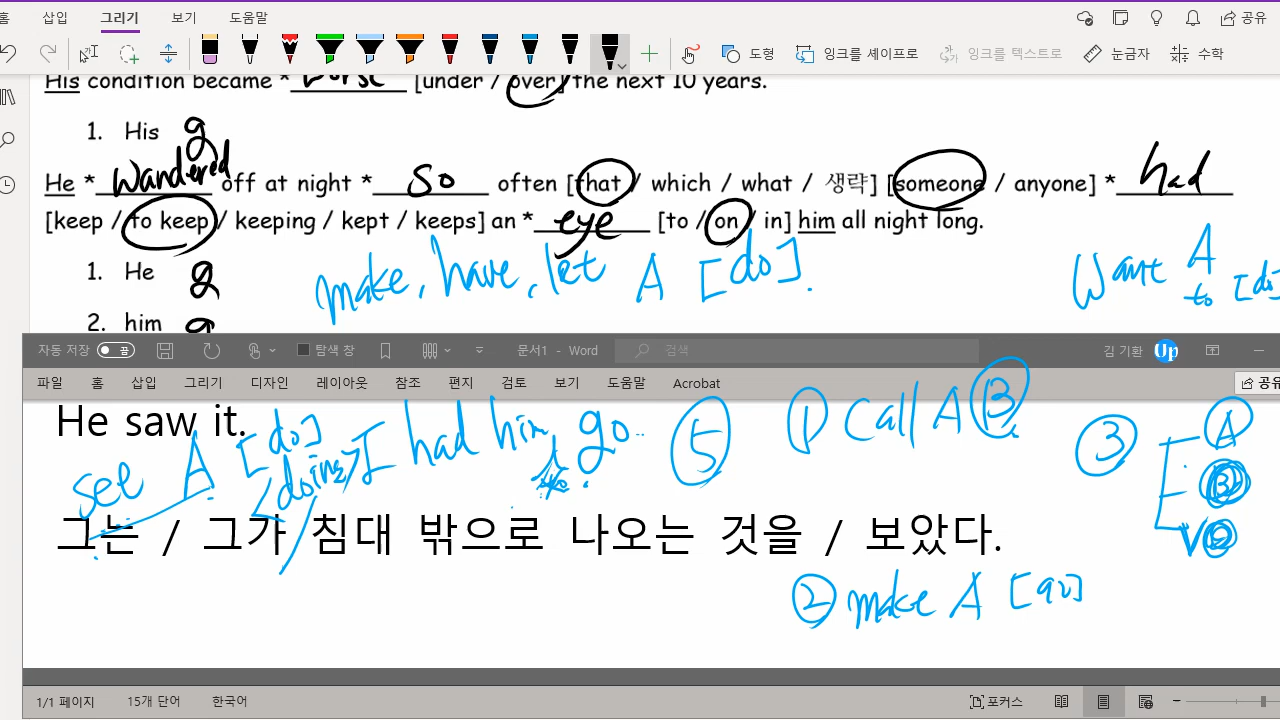 홈 삽입 그리기 보기 도움말 공유
도형 잉크를 셰이프로 잉크를 텍스트로 눈금자 수학
His condition became * worse [under / over] the next 10 years.
1. His g
He * wandered off at night * so often [that / which / what / 생략] [someone / anyone] * had
[keep / to keep / keeping / kept / keeps] an * eye [to / on / in] him all night long.
1. He g
make, have, let A [do].
want A to [do]
2. him g
자동 저장 끔 탐색 창 문서1 - Word 검색 김 기환 Up
파일 홈 삽입 그리기 디자인 레이아웃 참조 편지 검토 보기 도움말 Acrobat 공유
He saw it.
see A [do]
<doing>
I had him go.
⑤ ① call A B
③ A
B
그는 / 그가 침대 밖으로 나오는 것을 / 보았다.
② make A
1/1 페이지 15개 단어 한국어 포커스